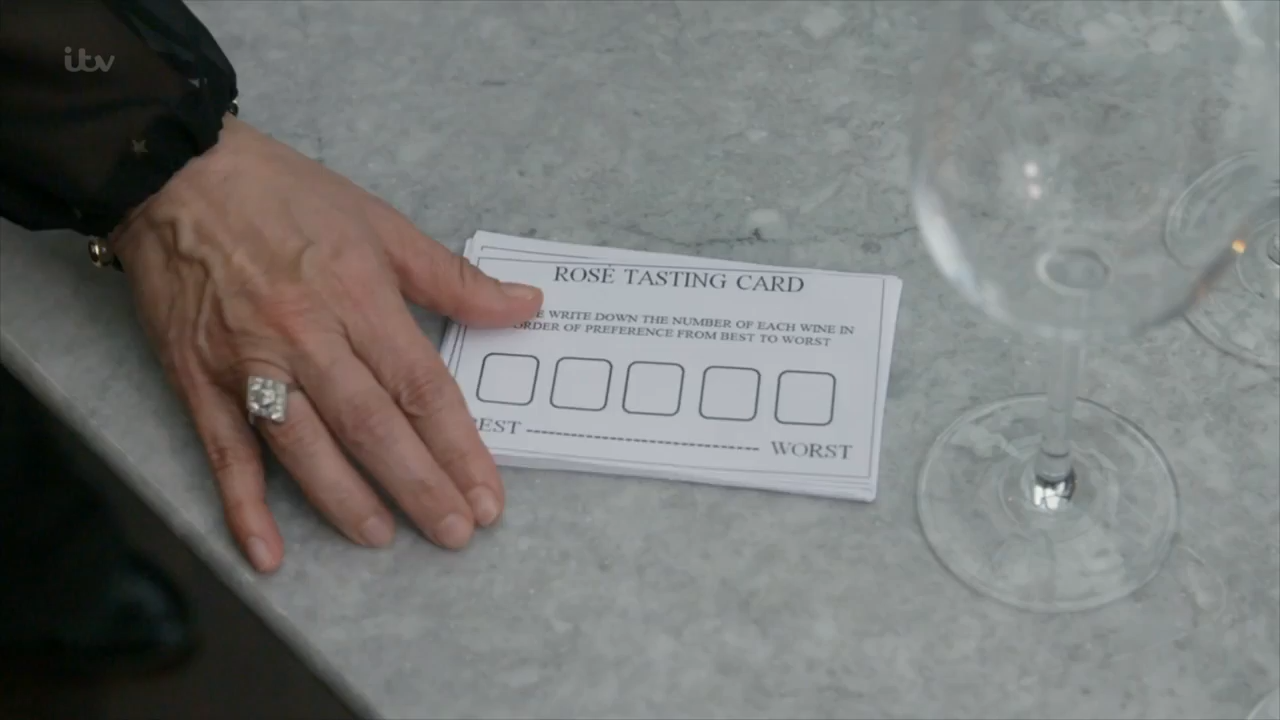 itv
ROSÉ TASTING CARD
WRITE DOWN THE NUMBER OF EACH WINE IN
ORDER OF PREFERENCE FROM BEST TO WORST
EST ---------------------------- WORST